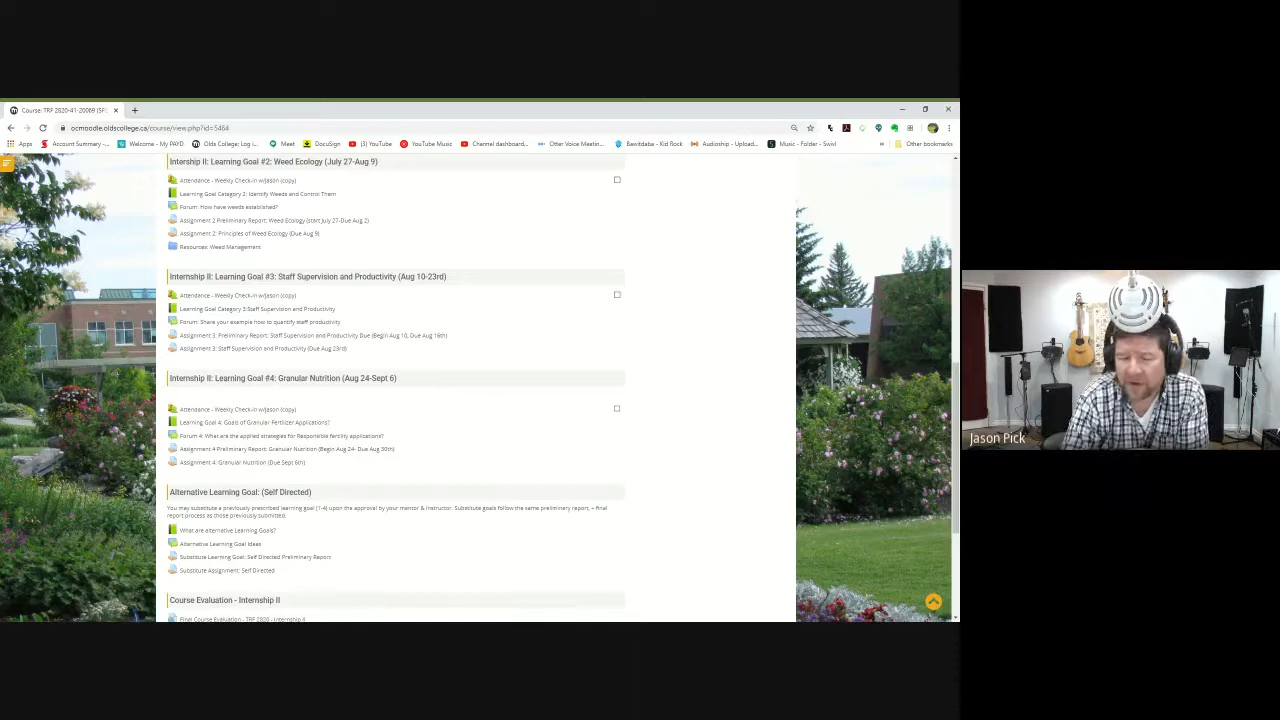 Course: TRF 2820-41-20069 (SFE
ocmoodle.oldscollege.ca/course/view.php?id=5464
Apps
Account Summary -...
Welcome - My PAYD
Olds College: Log i...
Meet
DocuSign
(3) YouTube
YouTube Music
Channel dashboard...
Otter Voice Meetin...
Bawitdaba - Kid Rock
Audioship - Upload...
Music - Folder - Swivl
Other bookmarks
Intership II: Learning Goal #2: Weed Ecology (July 27-Aug 9)
Attendance - Weekly Check-in w/Jason (copy)
Learning Goal Category 2: Identify Weeds and Control Them
Forum: How have weeds established?
Assignment 2 Preliminary Report: Weed Ecology (start July 27-Due Aug 2)
Assignment 2: Principles of Weed Ecology (Due Aug 9)
Resources: Weed Management
Internship II: Learning Goal #3: Staff Supervision and Productivity (Aug 10-23rd)
Attendance - Weekly Check-in w/Jason (copy)
Learning Goal Category 3:Staff Supervision and Productivity
Forum: Share your example how to quantify staff productivity
Assignment 3: Preliminary Report: Staff Supervision and Productivity Due (Begin Aug 10, Due Aug 16th)
Assignment 3: Staff Supervision and Productivity (Due Aug 23rd)
Internship II: Learning Goal #4: Granular Nutrition (Aug 24-Sept 6)
Attendance - Weekly Check-in w/Jason (copy)
Learning Goal 4: Goals of Granular Fertilizer Applications?
Forum 4: What are the applied strategies for Responsible fertility applications?
Assignment 4 Preliminary Report: Granular Nutrition (Begin Aug 24- Due Aug 30th)
Assignment 4: Granular Nutrition (Due Sept 6th)
Alternative Learning Goal: (Self Directed)
You may substitute a previously prescribed learning goal (1-4) upon the approval by your mentor & instructor. Substitute goals follow the same preliminary report, + final
report process as those previously submitted.
What are alternative Learning Goals?
Alternative Learning Goal Ideas
Substitute Learning Goal: Self Directed Preliminary Report
Substitute Assignment: Self Directed
Course Evaluation - Internship II
Final Course Evaluation - TRF 2820 - Internship II
Jason Pick